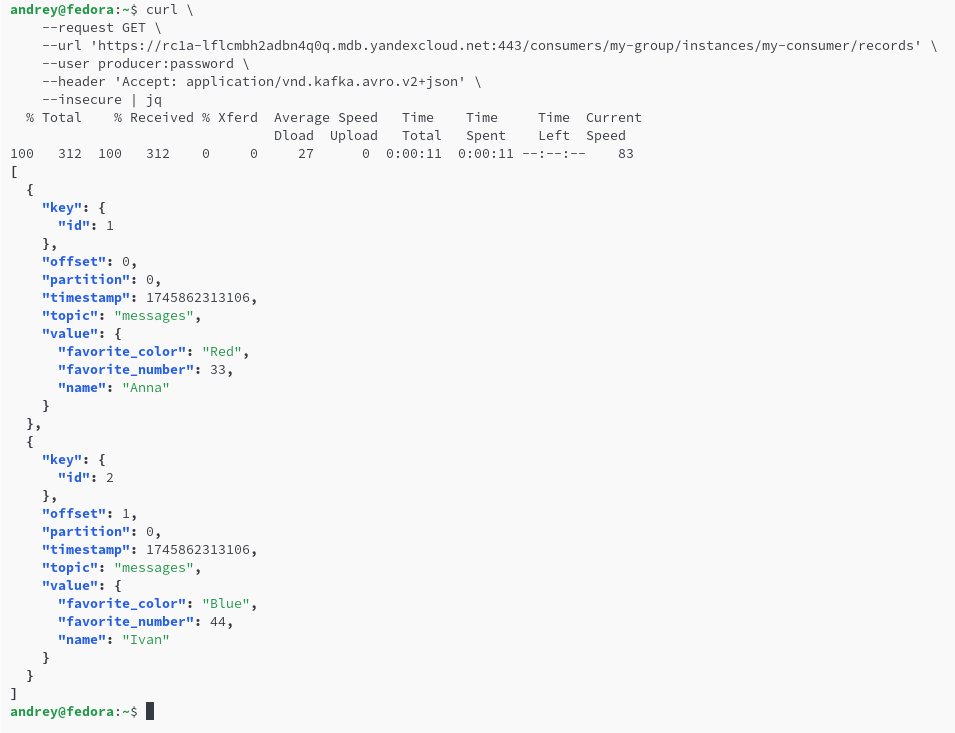 andrey@fedora:~$ curl \
    --request GET \
    --url 'https://rc1a-lflcmbh2adbn4q0q.mdb.yandexcloud.net:443/consumers/my-group/instances/my-consumer/records' \
    --user producer:password \
    --header 'Accept: application/vnd.kafka.avro.v2+json' \
    --insecure | jq
  % Total    % Received % Xferd  Average Speed   Time    Time     Time  Current
                                 Dload  Upload   Total   Spent    Left  Speed
100   312  100   312    0     0     27      0  0:00:11  0:00:11 --:--:--    83
[
  {
    "key": {
      "id": 1
    },
    "offset": 0,
    "partition": 0,
    "timestamp": 1745862313106,
    "topic": "messages",
    "value": {
      "favorite_color": "Red",
      "favorite_number": 33,
      "name": "Anna"
    }
  },
  {
    "key": {
      "id": 2
    },
    "offset": 1,
    "partition": 0,
    "timestamp": 1745862313106,
    "topic": "messages",
    "value": {
      "favorite_color": "Blue",
      "favorite_number": 44,
      "name": "Ivan"
    }
  }
]
andrey@fedora:~$